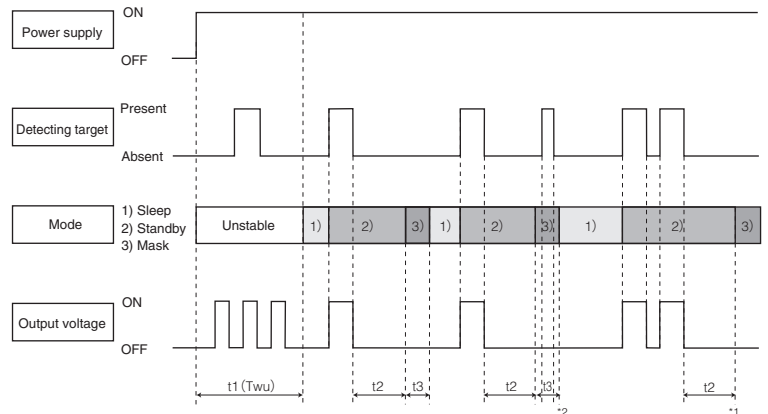 ON
Power supply
OFF
Present
Detecting target
Absent
Mode
1) Sleep
2) Standby
3) Mask
Unstable 1) 2) 3) 1) 2) 3) 1) 2) 3)
ON
Output voltage
OFF
t1(Twu) t2 t3 t2 t3 t2
*2 *1